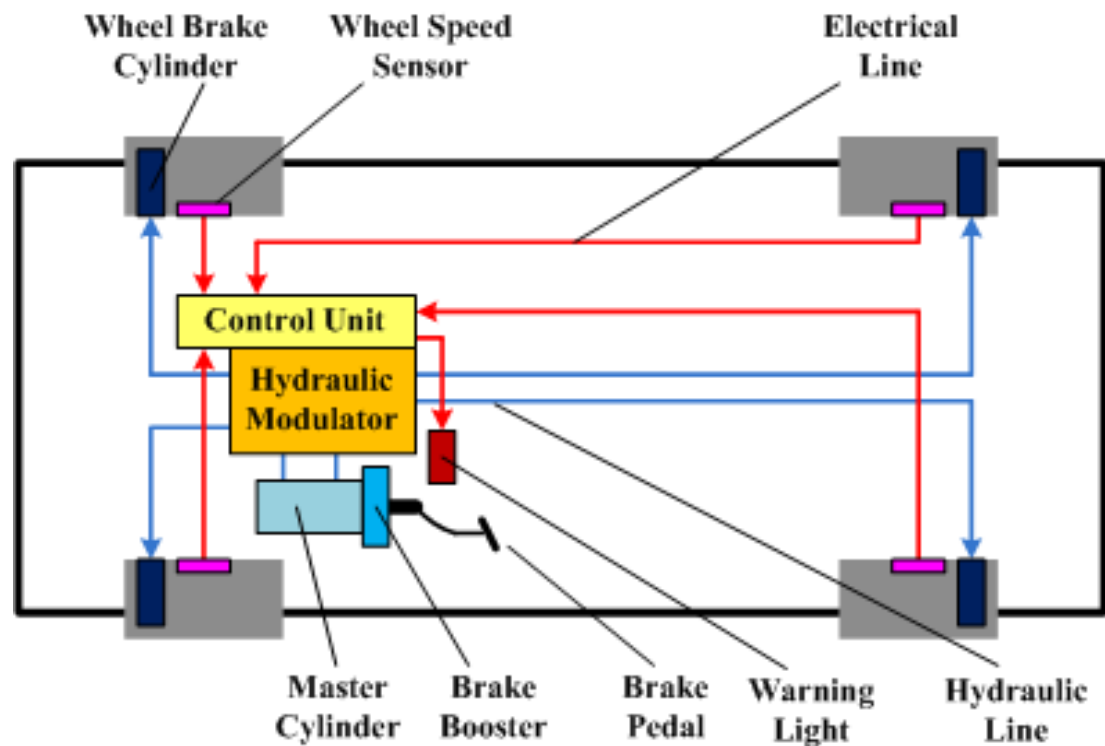 Wheel Brake
Cylinder
Wheel Speed
Sensor
Electrical
Line
Control Unit
Hydraulic
Modulator
Master
Cylinder
Brake
Booster
Brake
Pedal
Warning
Light
Hydraulic
Line